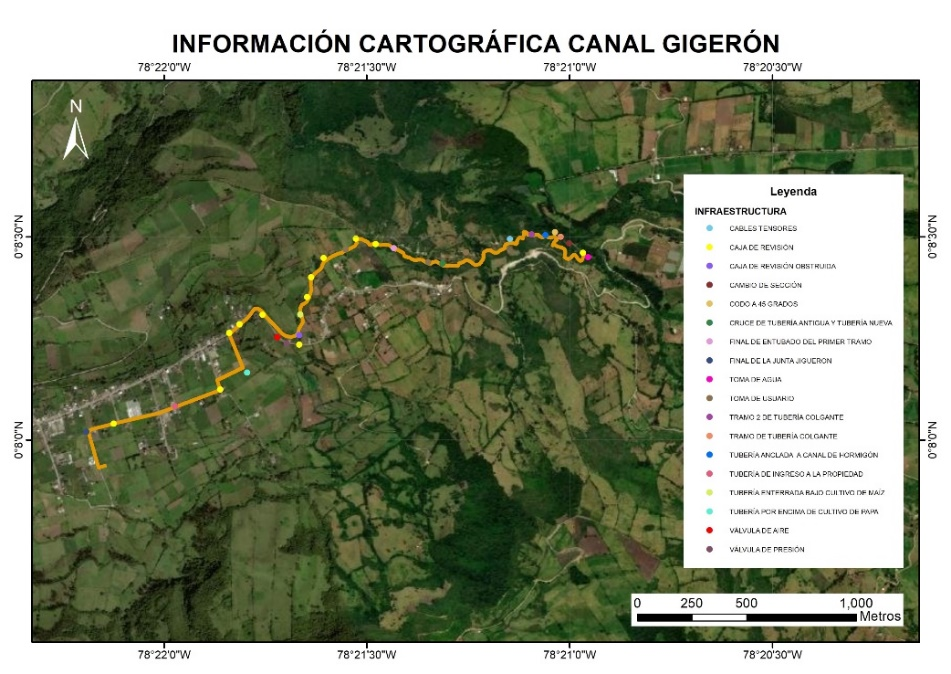 INFORMACIÓN CARTOGRÁFICA CANAL GIGERÓN
78°22'0"W 78°21'30"W 78°21'0"W 78°20'30"W
N
0°8'30"N 0°8'30"N
0°8'0"N 0°8'0"N
Leyenda
INFRAESTRUCTURA
CABLES TENSORES
CAJA DE REVISIÓN
CAJA DE REVISIÓN OBSTRUIDA
CAMBIO DE SECCIÓN
CODO A 45 GRADOS
CRUCE DE TUBERÍA ANTIGUA Y TUBERÍA NUEVA
FINAL DE ENTUBADO DEL PRIMER TRAMO
FINAL DE LA JUNTA JIGUERON
TOMA DE AGUA
TOMA DE USUARIO
TRAMO 2 DE TUBERÍA COLGANTE
TRAMO DE TUBERÍA COLGANTE
TUBERÍA ANCLADA A CANAL DE HORMIGÓN
TUBERÍA DE INGRESO A LA PROPIEDAD
TUBERÍA ENTERRADA BAJO CULTIVO DE MAÍZ
TUBERÍA POR ENCIMA DE CULTIVO DE PAPA
VÁLVULA DE AIRE
VÁLVULA DE PRESIÓN
0 250 500 1,000
Metros
78°22'0"W 78°21'30"W 78°21'0"W 78°20'30"W